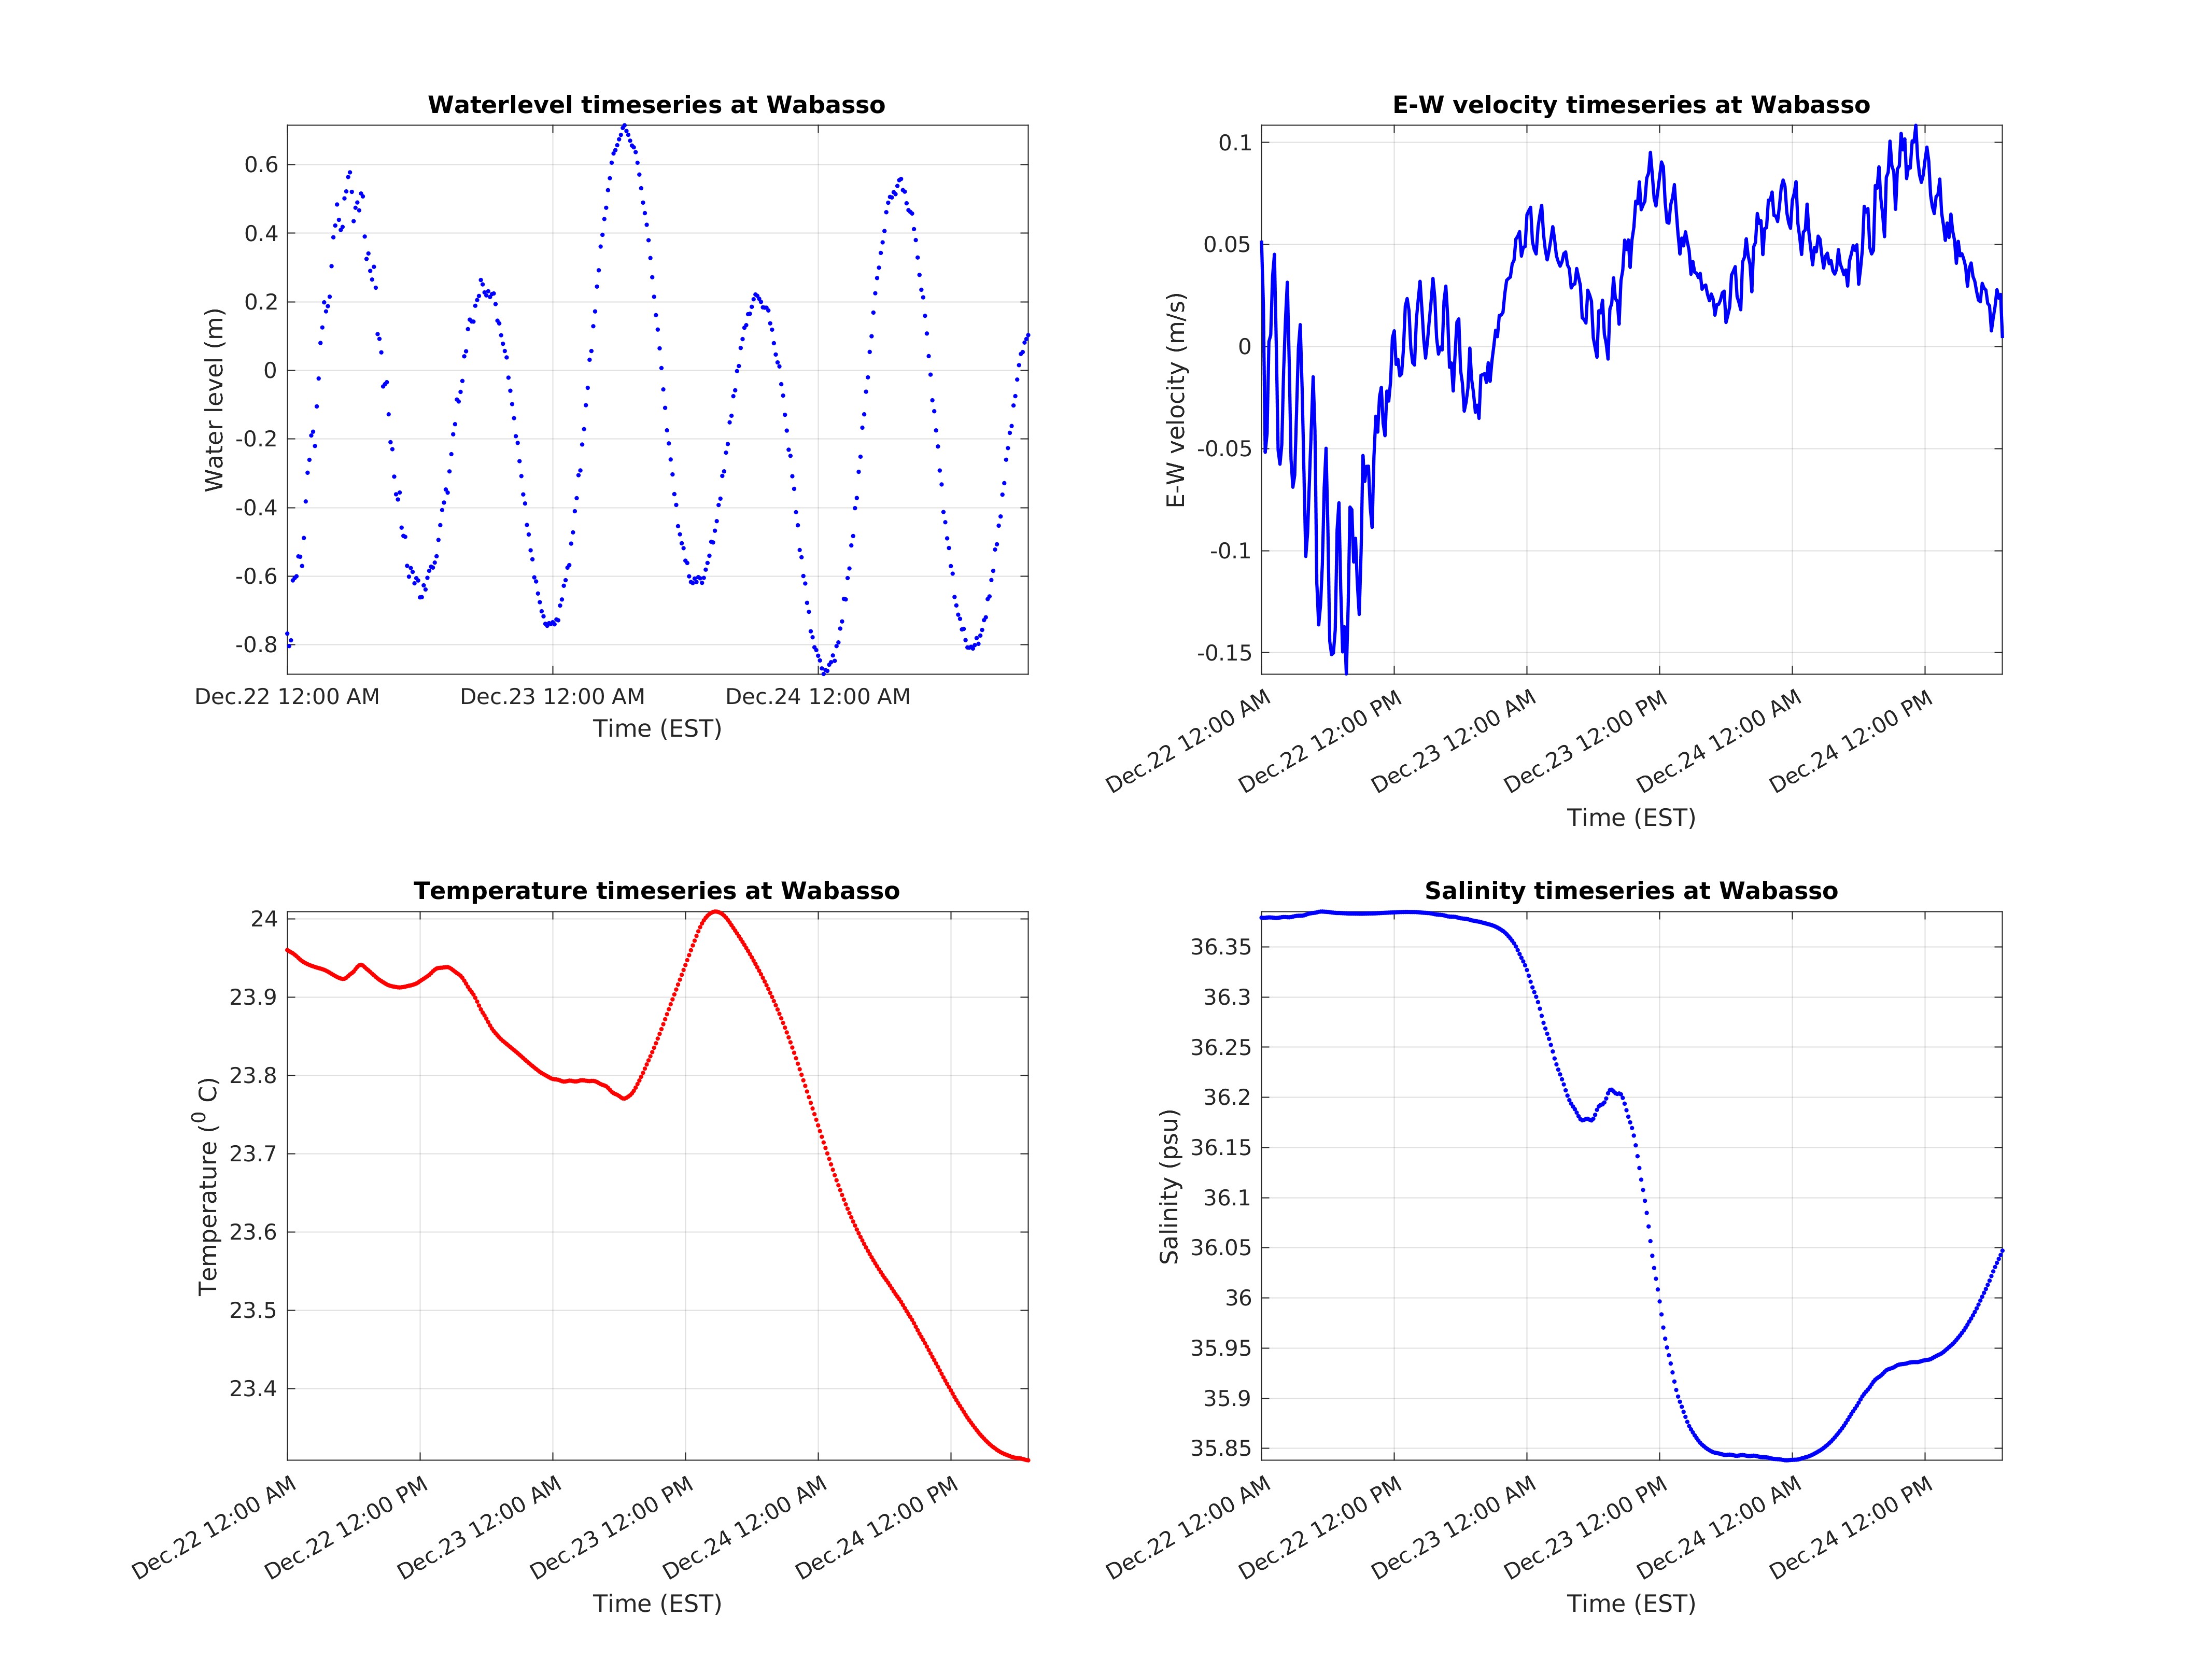 Waterlevel timeseries at Wabasso
0.6
0.4
0.2
0
-0.2
-0.4
-0.6
-0.8
Water level (m)
Dec.22 12:00 AM
Dec.23 12:00 AM
Dec.24 12:00 AM
Time (EST)
E-W velocity timeseries at Wabasso
0.1
0.05
0
-0.05
-0.1
-0.15
E-W velocity (m/s)
Dec.22 12:00 AM
Dec.22 12:00 PM
Dec.23 12:00 AM
Dec.23 12:00 PM
Dec.24 12:00 AM
Dec.24 12:00 PM
Time (EST)
Temperature timeseries at Wabasso
24
23.9
23.8
23.7
23.6
23.5
23.4
Temperature (⁰ C)
Dec.22 12:00 AM
Dec.22 12:00 PM
Dec.23 12:00 AM
Dec.23 12:00 PM
Dec.24 12:00 AM
Dec.24 12:00 PM
Time (EST)
Salinity timeseries at Wabasso
36.35
36.3
36.25
36.2
36.15
36.1
36.05
36
35.95
35.9
35.85
Salinity (psu)
Dec.22 12:00 AM
Dec.22 12:00 PM
Dec.23 12:00 AM
Dec.23 12:00 PM
Dec.24 12:00 AM
Dec.24 12:00 PM
Time (EST)